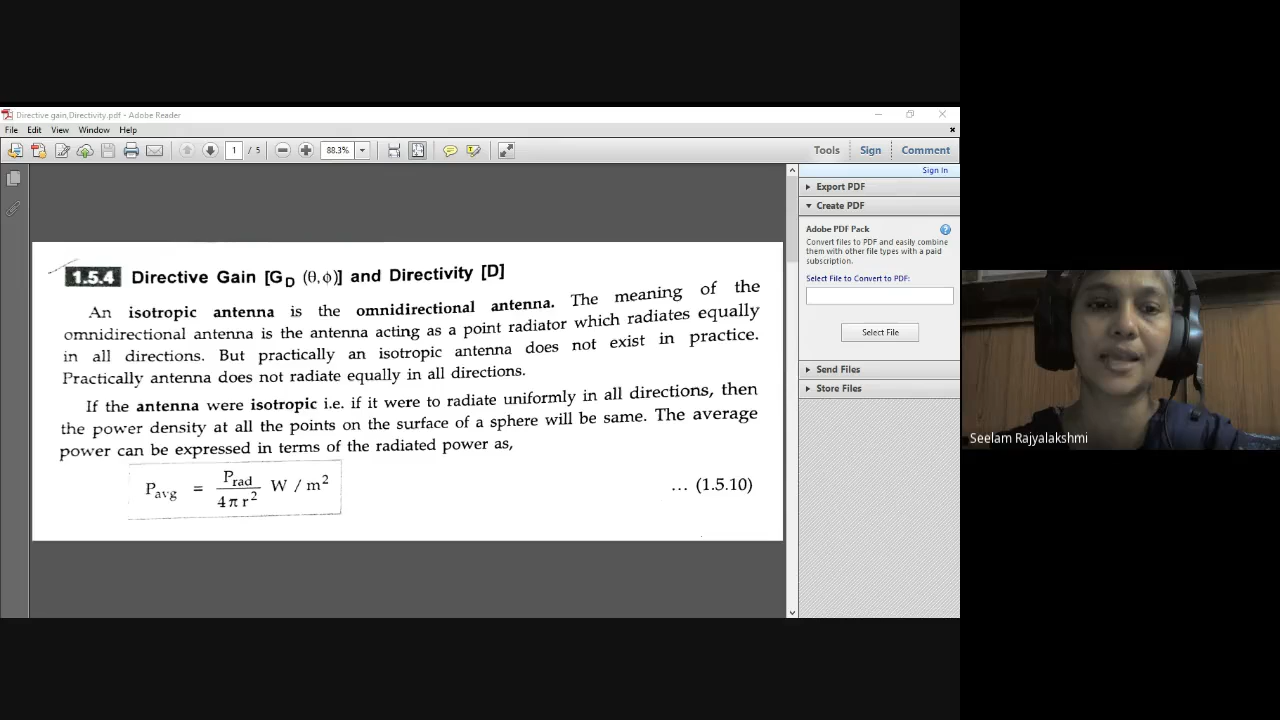 Directive gain,Directivity.pdf - Adobe Reader
File Edit View Window Help
1 / 5 88.3% Tools Sign Comment
Sign In
Export PDF
Create PDF
Adobe PDF Pack
Convert files to PDF and easily combine
them with other file types with a paid
subscription.
Select File to Convert to PDF:
Select File
Send Files
Store Files
1.5.4 Directive Gain [G_D (θ,ϕ)] and Directivity [D]
An isotropic antenna is the omnidirectional antenna. The meaning of the
omnidirectional antenna is the antenna acting as a point radiator which radiates equally
in all directions. But practically an isotropic antenna does not exist in practice.
Practically antenna does not radiate equally in all directions.
If the antenna were isotropic i.e. if it were to radiate uniformly in all directions, then
the power density at all the points on the surface of a sphere will be same. The average
power can be expressed in terms of the radiated power as,
P_avg = P_rad / 4 π r² W / m² ... (1.5.10)
Seelam Rajyalakshmi